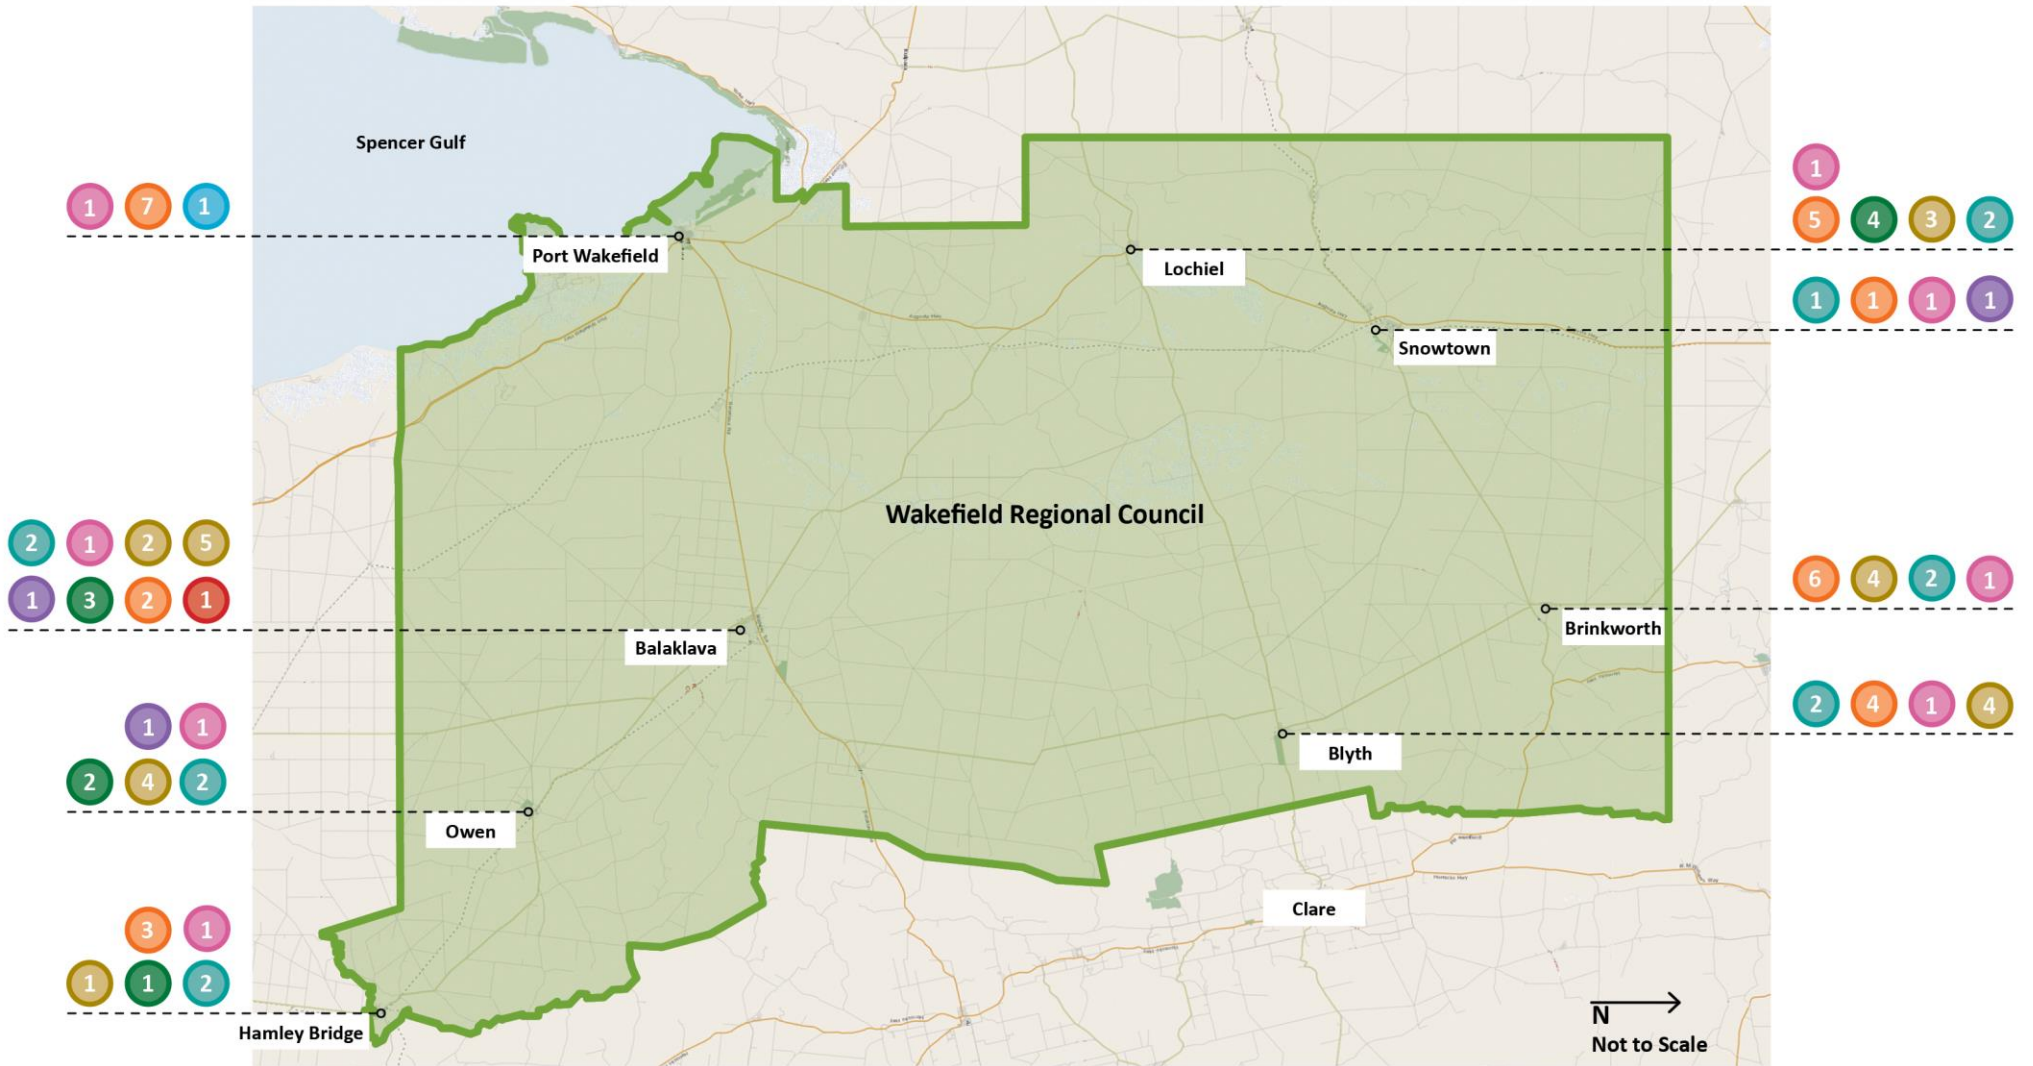 Spencer Gulf
1
1 7 1
5 4 3 2
Port Wakefield
Lochiel
1 1 1 1
Snowtown
Wakefield Regional Council
2 1 2 5
1 3 2 1
6 4 2 1
Balaklava
Brinkworth
1 1
2 4 1 4
2 4 2
Blyth
Owen
Clare
3 1
1 1 2
Hamley Bridge
N
Not to Scale